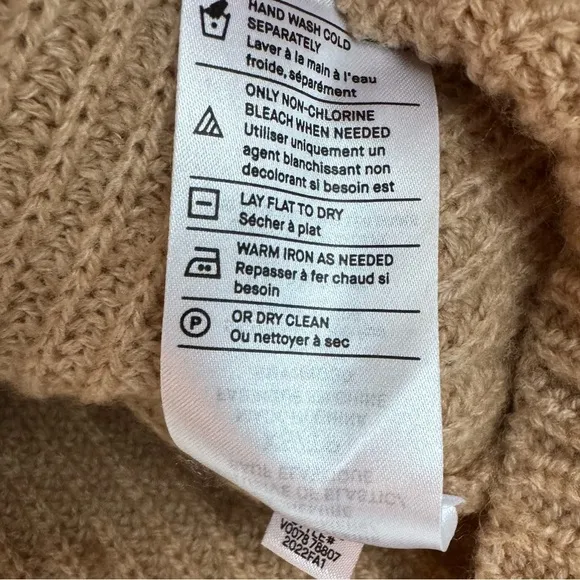 HAND WASH COLD
SEPARATELY
Laver à la main à l'eau
froide, séparément
ONLY NON-CHLORINE
BLEACH WHEN NEEDED
Utiliser uniquement un
agent blanchissant non
decolorant si besoin est
LAY FLAT TO DRY
Sécher à plat
WARM IRON AS NEEDED
Repasser à fer chaud si
besoin
P
OR DRY CLEAN
Ou nettoyer à sec
V0078 78807
2022FA1